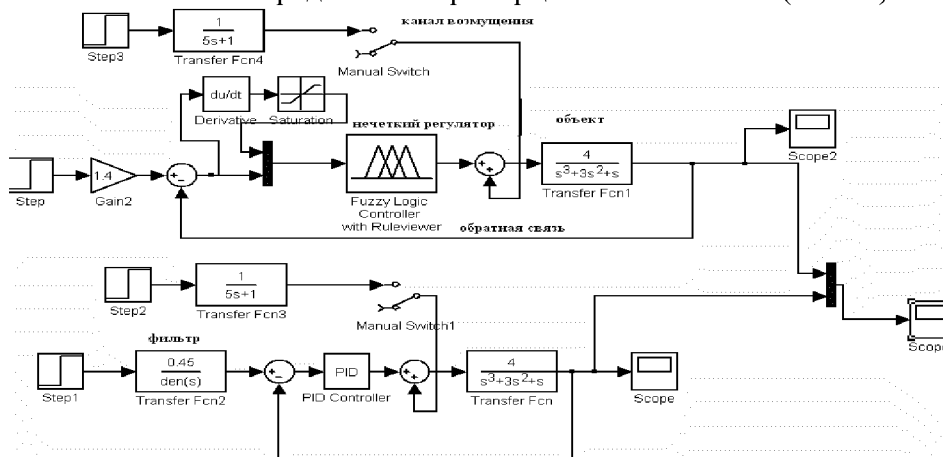 канал возмущения
Step3
1
5s+1
Transfer Fcn4
Manual Switch
du/dt
Derivative
Saturation
нечеткий регулятор
объект
Step
1.4
Gain2
+
-
Fuzzy Logic
Controller
with Ruleviewer
+
+
4
s³+3s²+s
Transfer Fcn1
Scope2
обратная связь
Step2
1
5s+1
Transfer Fcn3
Manual Switch1
фильтр
Step1
0.45
den(s)
Transfer Fcn2
+
-
PID
PID Controller
+
+
4
s³+3s²+s
Transfer Fcn
Scope